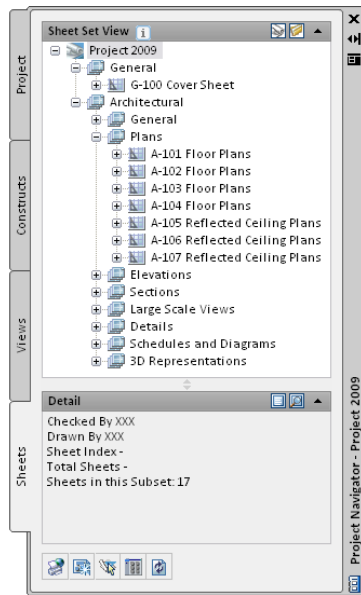 Sheet Set View
Project 2009
General
G-100 Cover Sheet
Architectural
General
Plans
A-101 Floor Plans
A-102 Floor Plans
A-103 Floor Plans
A-104 Floor Plans
A-105 Reflected Ceiling Plans
A-106 Reflected Ceiling Plans
A-107 Reflected Ceiling Plans
Elevations
Sections
Large Scale Views
Details
Schedules and Diagrams
3D Representations
Detail
Checked By XXX
Drawn By XXX
Sheet Index -
Total Sheets -
Sheets in this Subset: 17
Project
Constructs
Views
Sheets
Project Navigator - Project 2009